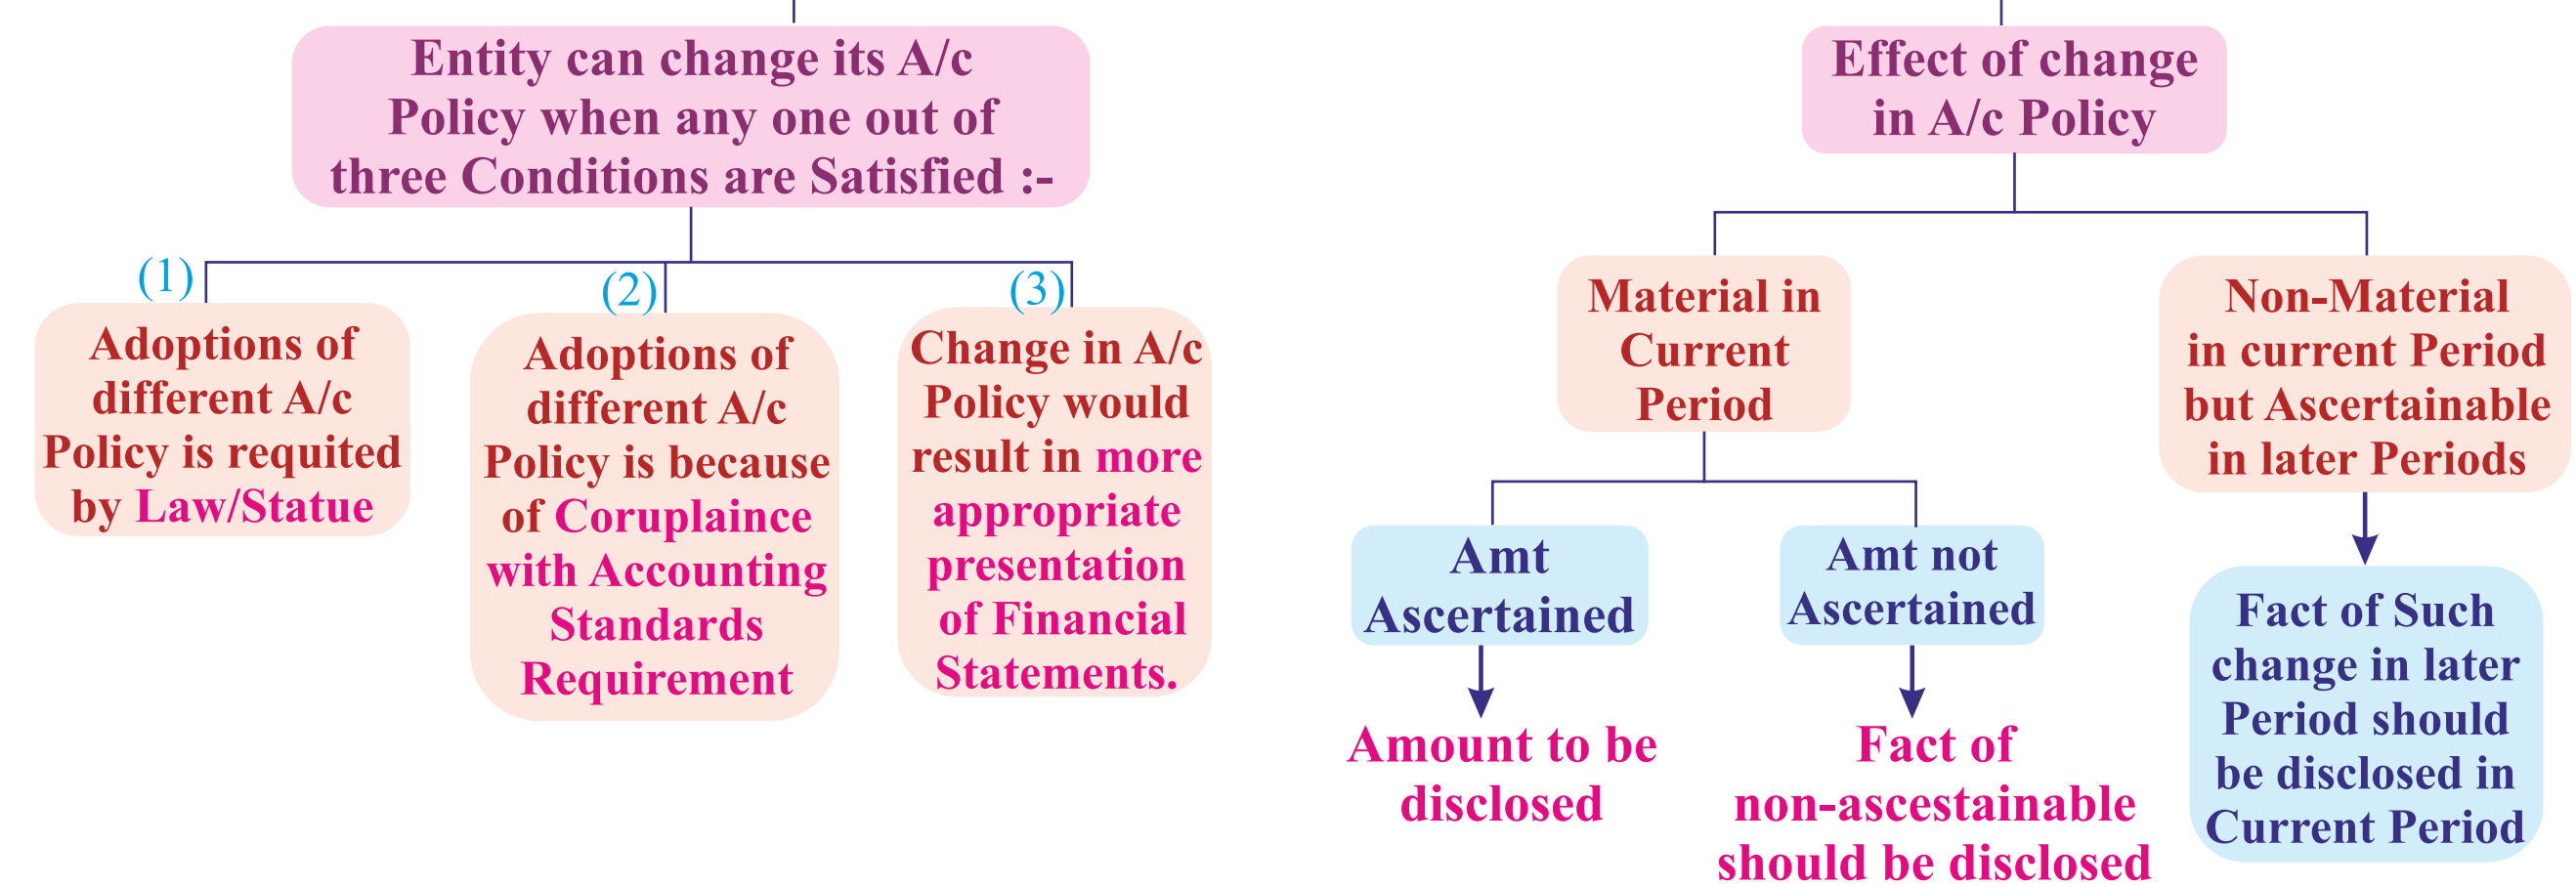 Entity can change its A/c
Policy when any one out of
three Conditions are Satisfied :-
(1)
Adoptions of
different A/c
Policy is requited
by Law/Statue
(2)
Adoptions of
different A/c
Policy is because
of Coruplaince
with Accounting
Standards
Requirement
(3)
Change in A/c
Policy would
result in more
appropriate
presentation
of Financial
Statements.
Effect of change
in A/c Policy
Material in
Current
Period
Amt
Ascertained
Amount to be
disclosed
Amt not
Ascertained
Fact of
non-ascestainable
should be disclosed
Non-Material
in current Period
but Ascertainable
in later Periods
Fact of Such
change in later
Period should
be disclosed in
Current Period